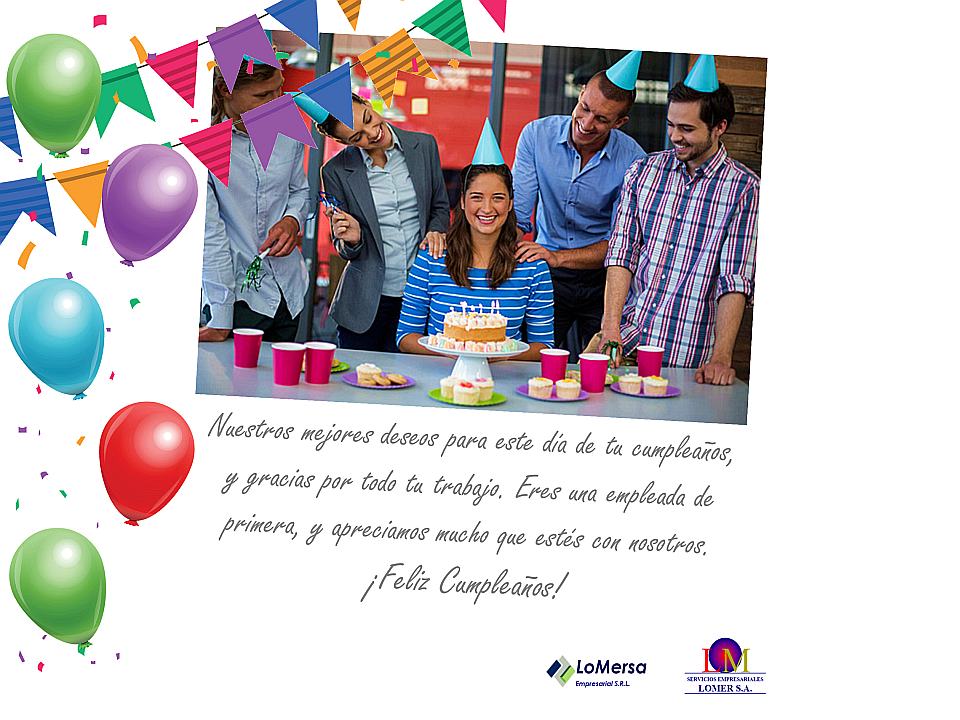 Nuestros mejores deseos para este día de tu cumpleaños,
y gracias por todo tu trabajo. Eres una empleada de
primera, y apreciamos mucho que estés con nosotros.
¡Feliz Cumpleaños!
LoMersa
Empresarial S.R.L.
LM
SERVICIOS EMPRESARIALES
LOMER S.A.